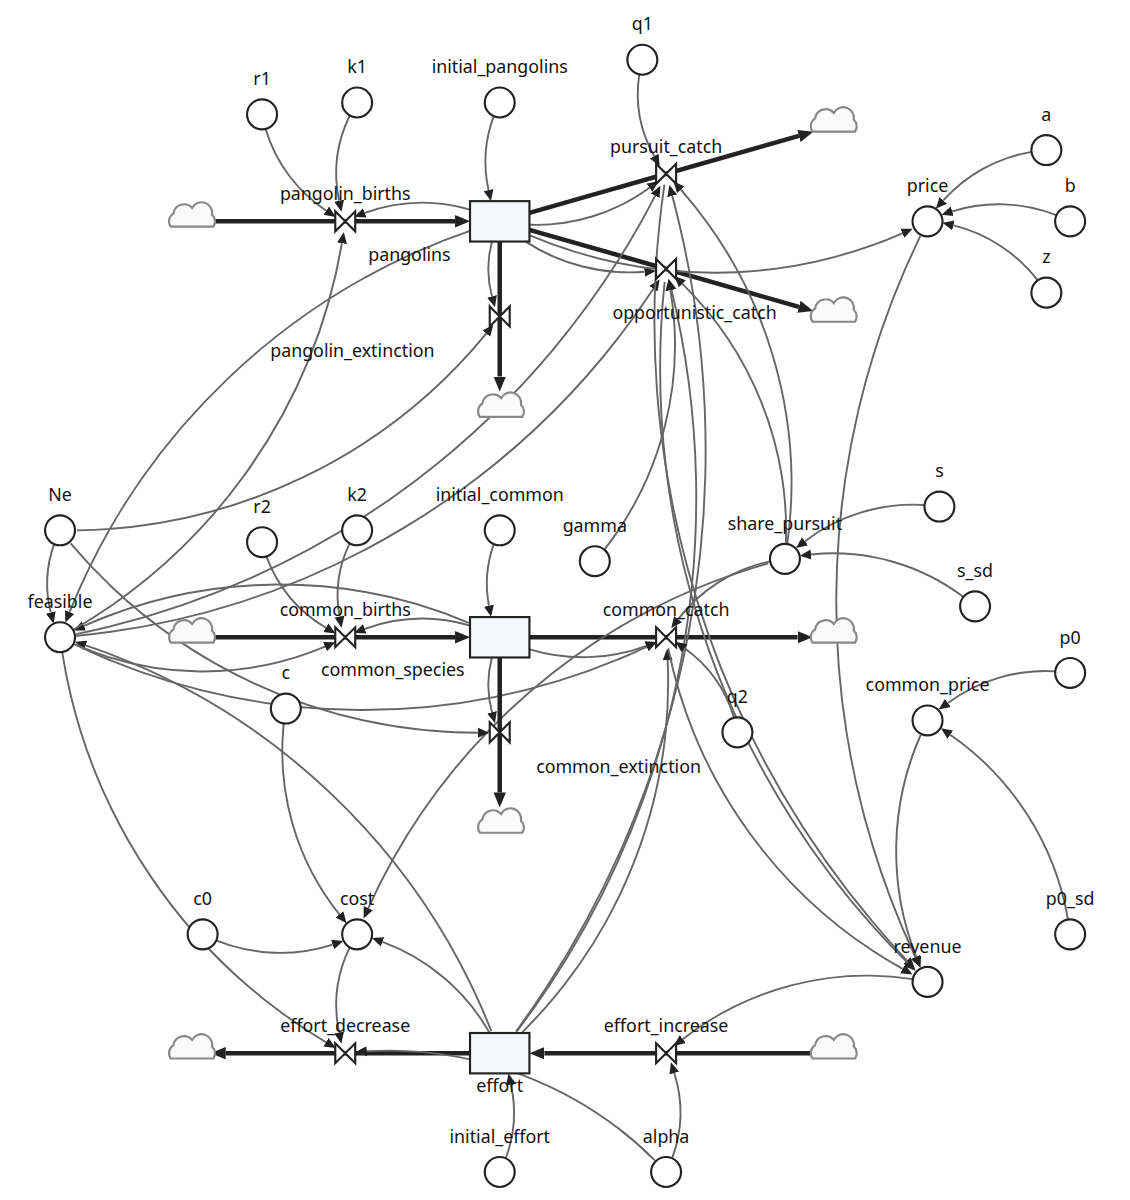 q1
k1
initial_pangolins
r1
a
pursuit_catch
price
b
pangolin_births
pangolins
z
opportunistic_catch
pangolin_extinction
s
Ne
k2
initial_common
r2
gamma
share_pursuit
s_sd
feasible
common_births
common_catch
p0
common_species
c
common_price
q2
common_extinction
c0
cost
p0_sd
revenue
effort_decrease
effort_increase
effort
initial_effort
alpha